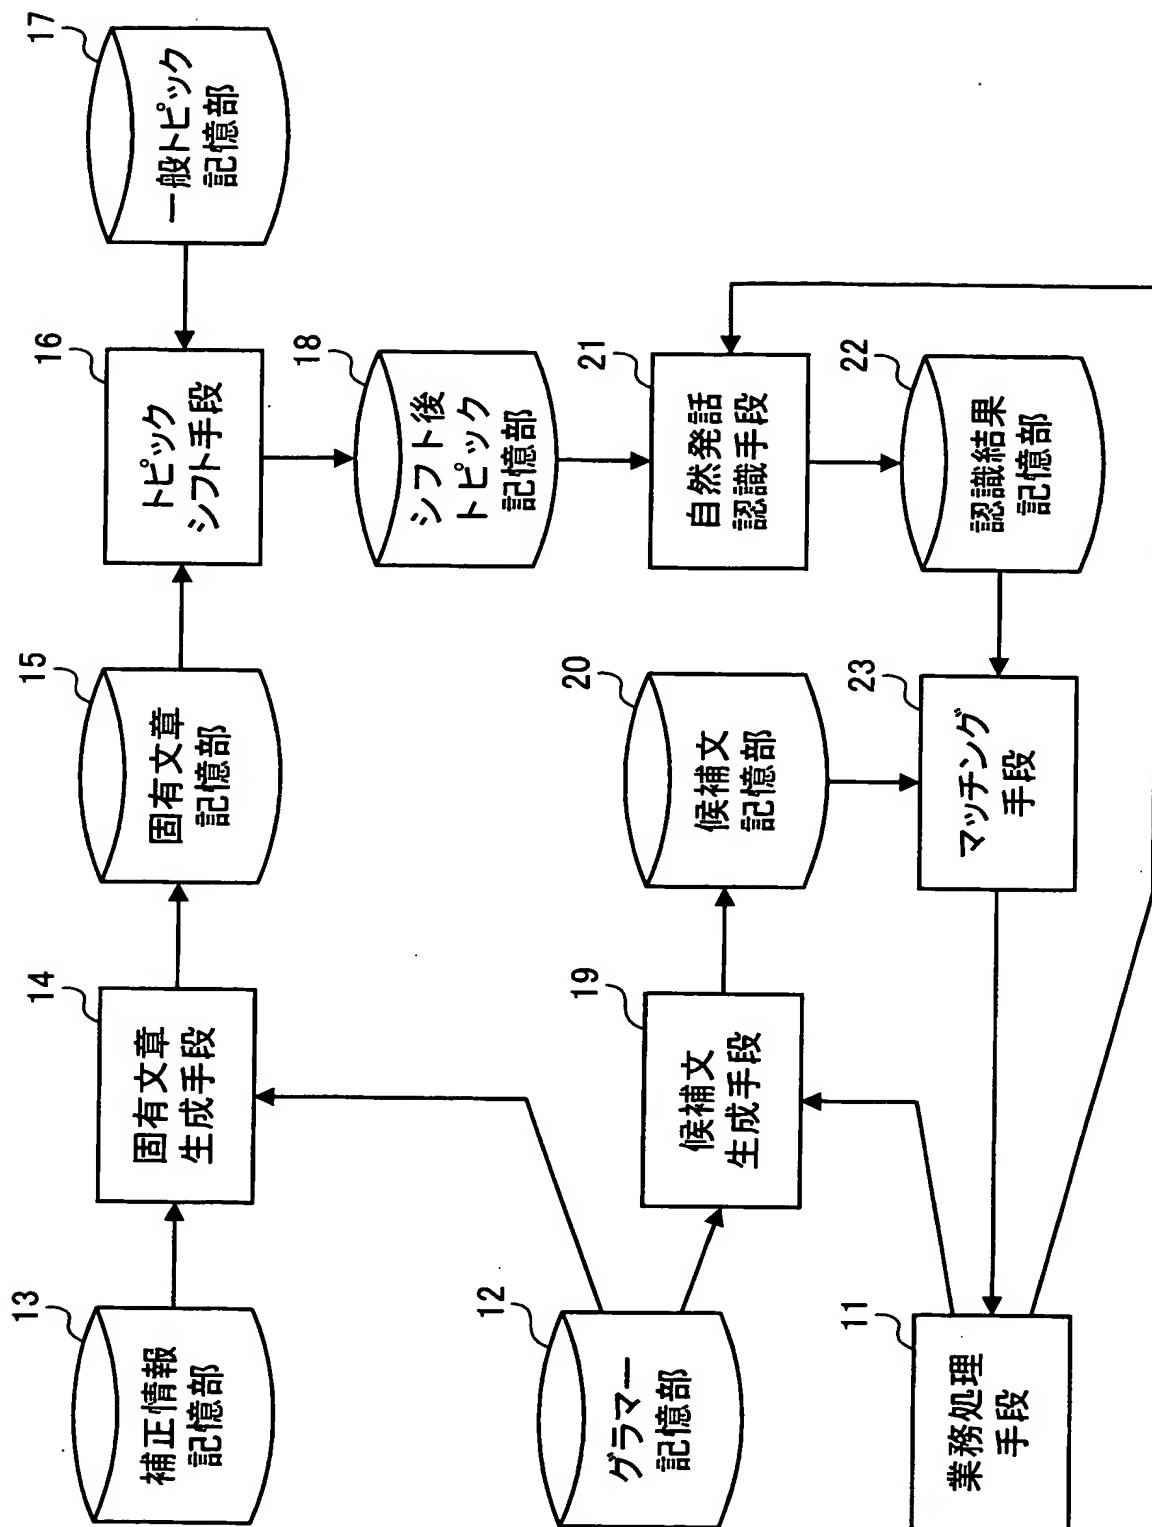 13
補正情報
記憶部
14
固有文章
生成手段
15
固有文章
記憶部
16
トピック
シフト手段
17
一般トピック
記憶部
18
シフト後
トピック
記憶部
12
グラマー
記憶部
19
候補文
生成手段
20
候補文
記憶部
21
自然発話
認識手段
22
認識結果
記憶部
11
業務処理
手段
23
マッチング
手段